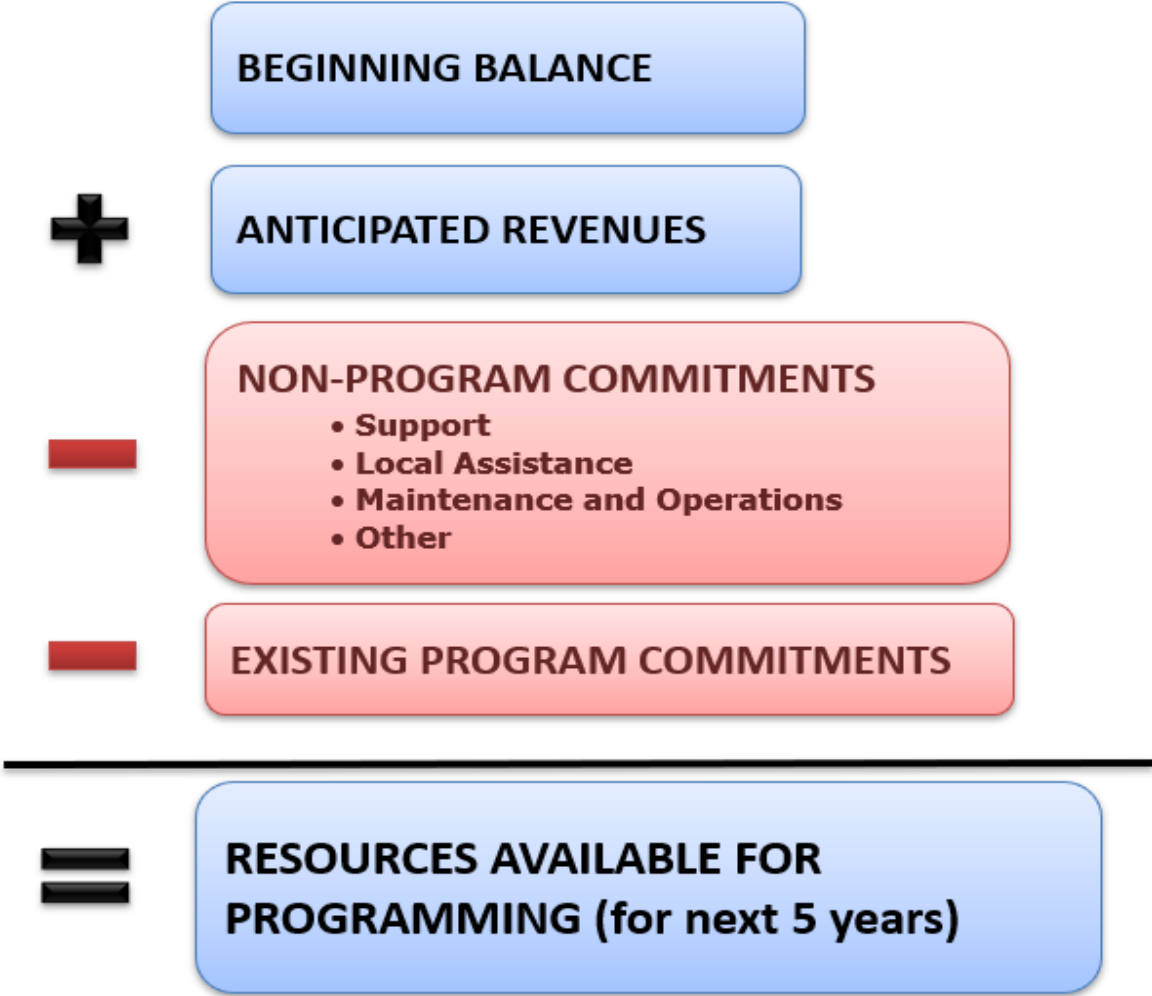 BEGINNING BALANCE
ANTICIPATED REVENUES
NON-PROGRAM COMMITMENTS
• Support
• Local Assistance
• Maintenance and Operations
• Other
EXISTING PROGRAM COMMITMENTS
RESOURCES AVAILABLE FOR
PROGRAMMING (for next 5 years)